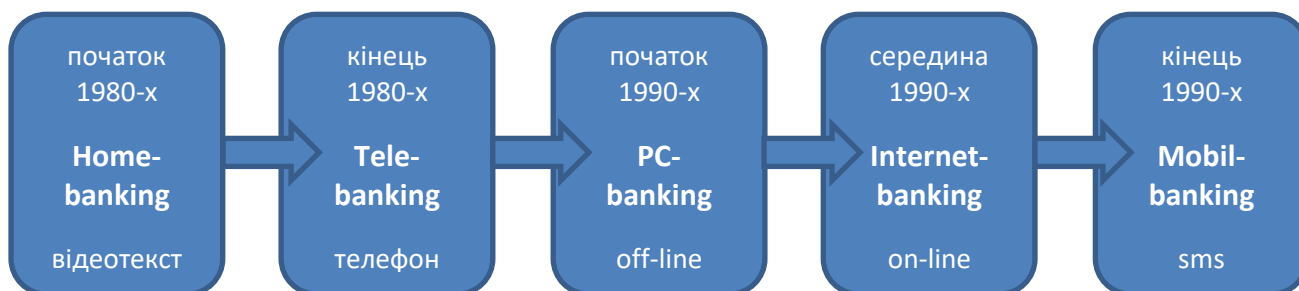 початок
1980-х
Home-
banking
відеотекст
кінець
1980-х
Tele-
banking
телефон
початок
1990-х
PC-
banking
off-line
середина
1990-х
Internet-
banking
on-line
кінець
1990-х
Mobil-
banking
sms